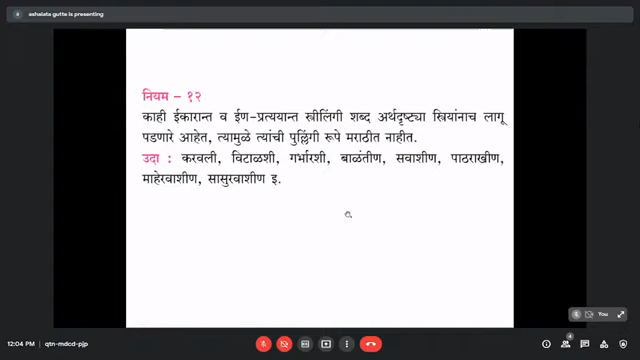 ashalata gutte is presenting
नियम – १२
काही ईकारान्त व ईण-प्रत्ययान्त स्त्रीलिंगी शब्द अर्थदृष्ट्या स्त्रियांनाच लागू
पडणारे आहेत, त्यामुळे त्यांची पुल्लिंगी रूपे मराठीत नाहीत.
उदा : करवली, विटाळशी, गर्भारशी, बाळंतीण, सवाशीण, पाठराखीण,
माहेरवाशीण, सासुरवाशीण इ.
You
12:04 PM | qtn-mdcd-pjp